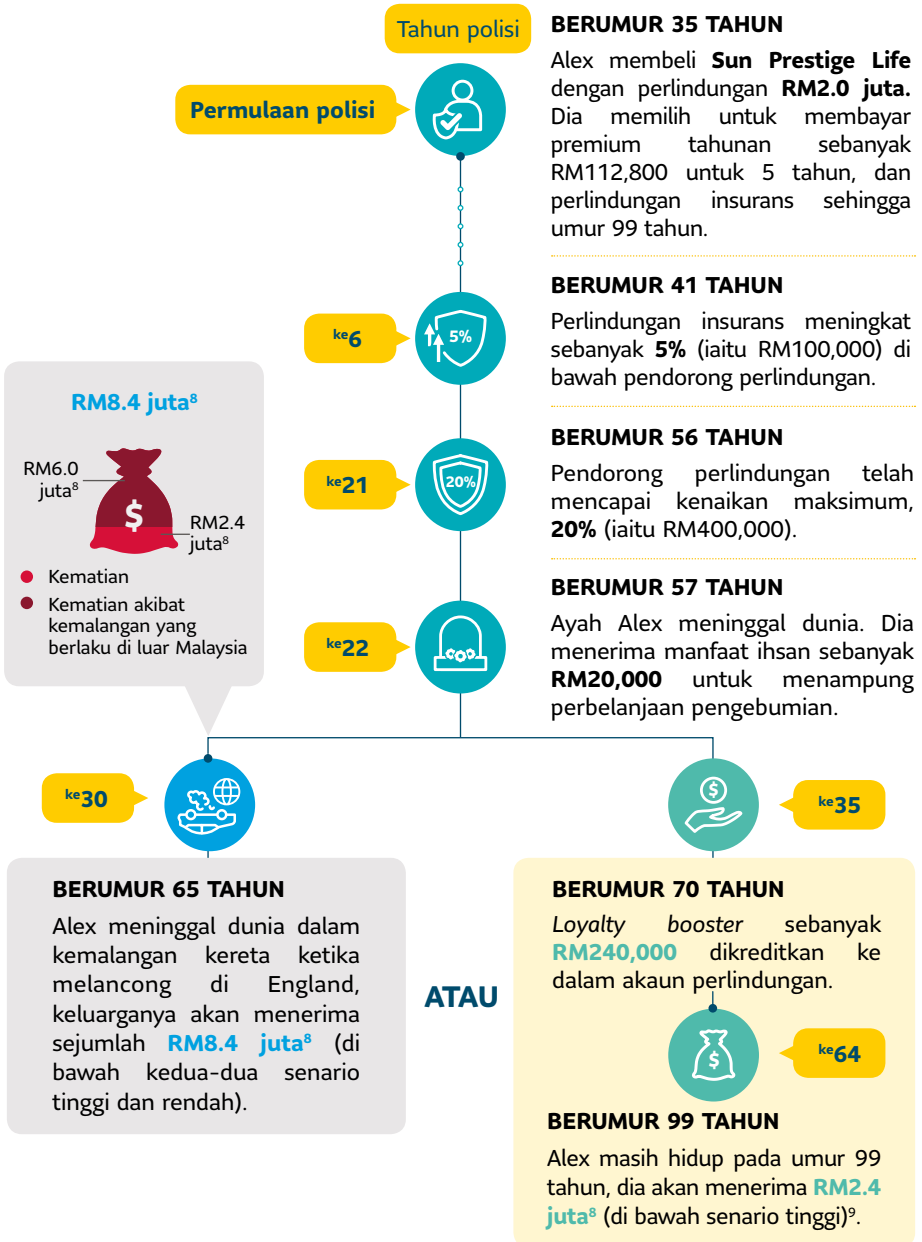 Tahun polisi
Permulaan polisi
BERUMUR 35 TAHUN
Alex membeli Sun Prestige Life
dengan perlindungan RM2.0 juta.
Dia memilih untuk membayar
premium tahunan sebanyak
RM112,800 untuk 5 tahun, dan
perlindungan insurans sehingga
umur 99 tahun.
ke6
5%
BERUMUR 41 TAHUN
Perlindungan insurans meningkat
sebanyak 5% (iaitu RM100,000) di
bawah pendorong perlindungan.
ke21
20%
BERUMUR 56 TAHUN
Pendorong perlindungan telah
mencapai kenaikan maksimum,
20% (iaitu RM400,000).
ke22
BERUMUR 57 TAHUN
Ayah Alex meninggal dunia. Dia
menerima manfaat ihsan sebanyak
RM20,000 untuk menampung
perbelanjaan pengebumian.
RM8.4 juta⁸
RM6.0
juta⁸
$
RM2.4
juta⁸
Kematian
Kematian akibat
kemalangan yang
berlaku di luar Malaysia
ke30
BERUMUR 65 TAHUN
Alex meninggal dunia dalam
kemalangan kereta ketika
melancong di England,
keluarganya akan menerima
sejumlah RM8.4 juta⁸ (di
bawah kedua-dua senario
tinggi dan rendah).
ATAU
$
ke35
BERUMUR 70 TAHUN
Loyalty booster sebanyak
RM240,000 dikreditkan ke
dalam akaun perlindungan.
$
ke64
BERUMUR 99 TAHUN
Alex masih hidup pada umur 99
tahun, dia akan menerima RM2.4
juta⁸ (di bawah senario tinggi)⁹.